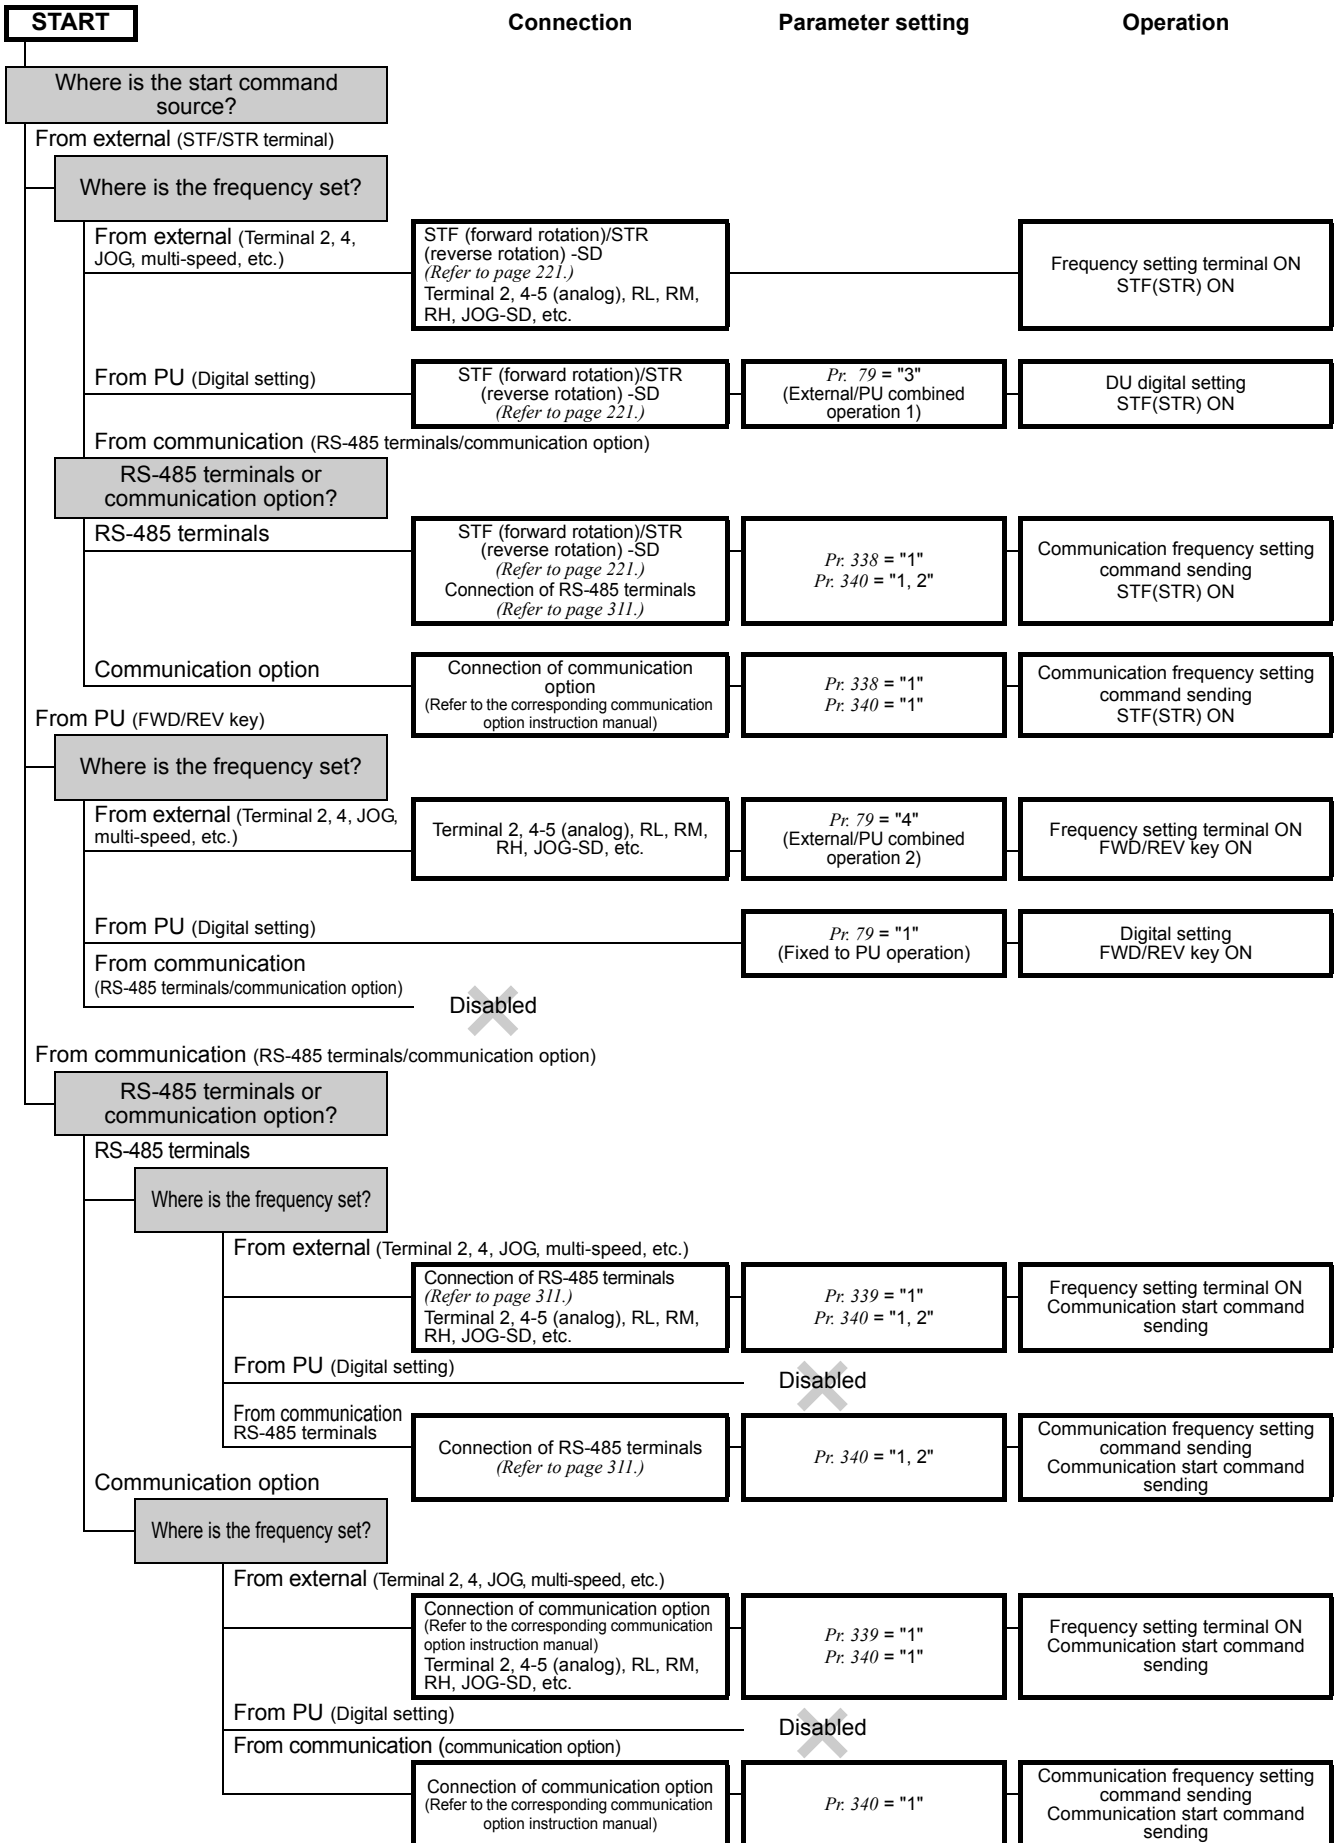 START
Connection
Parameter setting
Operation
Where is the start command
source?
From external (STF/STR terminal)
Where is the frequency set?
From external (Terminal 2, 4,
JOG, multi-speed, etc.)
STF (forward rotation)/STR
(reverse rotation) -SD
(Refer to page 221.)
Terminal 2, 4-5 (analog), RL, RM,
RH, JOG-SD, etc.
Frequency setting terminal ON
STF(STR) ON
From PU (Digital setting)
STF (forward rotation)/STR
(reverse rotation) -SD
(Refer to page 221.)
Pr. 79 = "3"
(External/PU combined
operation 1)
DU digital setting
STF(STR) ON
From communication (RS-485 terminals/communication option)
RS-485 terminals or
communication option?
RS-485 terminals
STF (forward rotation)/STR
(reverse rotation) -SD
(Refer to page 221.)
Connection of RS-485 terminals
(Refer to page 311.)
Pr. 338 = "1"
Pr. 340 = "1, 2"
Communication frequency setting
command sending
STF(STR) ON
Communication option
Connection of communication
option
(Refer to the corresponding communication
option instruction manual)
Pr. 338 = "1"
Pr. 340 = "1"
Communication frequency setting
command sending
STF(STR) ON
From PU (FWD/REV key)
Where is the frequency set?
From external (Terminal 2, 4, JOG,
multi-speed, etc.)
Terminal 2, 4-5 (analog), RL, RM,
RH, JOG-SD, etc.
Pr. 79 = "4"
(External/PU combined
operation 2)
Frequency setting terminal ON
FWD/REV key ON
From PU (Digital setting)
Pr. 79 = "1"
(Fixed to PU operation)
Digital setting
FWD/REV key ON
From communication
(RS-485 terminals/communication option)
Disabled
From communication (RS-485 terminals/communication option)
RS-485 terminals or
communication option?
RS-485 terminals
Where is the frequency set?
From external (Terminal 2, 4, JOG, multi-speed, etc.)
Connection of RS-485 terminals
(Refer to page 311.)
Terminal 2, 4-5 (analog), RL, RM,
RH, JOG-SD, etc.
Pr. 339 = "1"
Pr. 340 = "1, 2"
Frequency setting terminal ON
Communication start command
sending
From PU (Digital setting)
Disabled
From communication
RS-485 terminals
Connection of RS-485 terminals
(Refer to page 311.)
Pr. 340 = "1, 2"
Communication frequency setting
command sending
Communication start command
sending
Communication option
Where is the frequency set?
From external (Terminal 2, 4, JOG, multi-speed, etc.)
Connection of communication option
(Refer to the corresponding communication
option instruction manual)
Terminal 2, 4-5 (analog), RL, RM,
RH, JOG-SD, etc.
Pr. 339 = "1"
Pr. 340 = "1"
Frequency setting terminal ON
Communication start command
sending
From PU (Digital setting)
Disabled
From communication (communication option)
Connection of communication option
(Refer to the corresponding communication
option instruction manual)
Pr. 340 = "1"
Communication frequency setting
command sending
Communication start command
sending